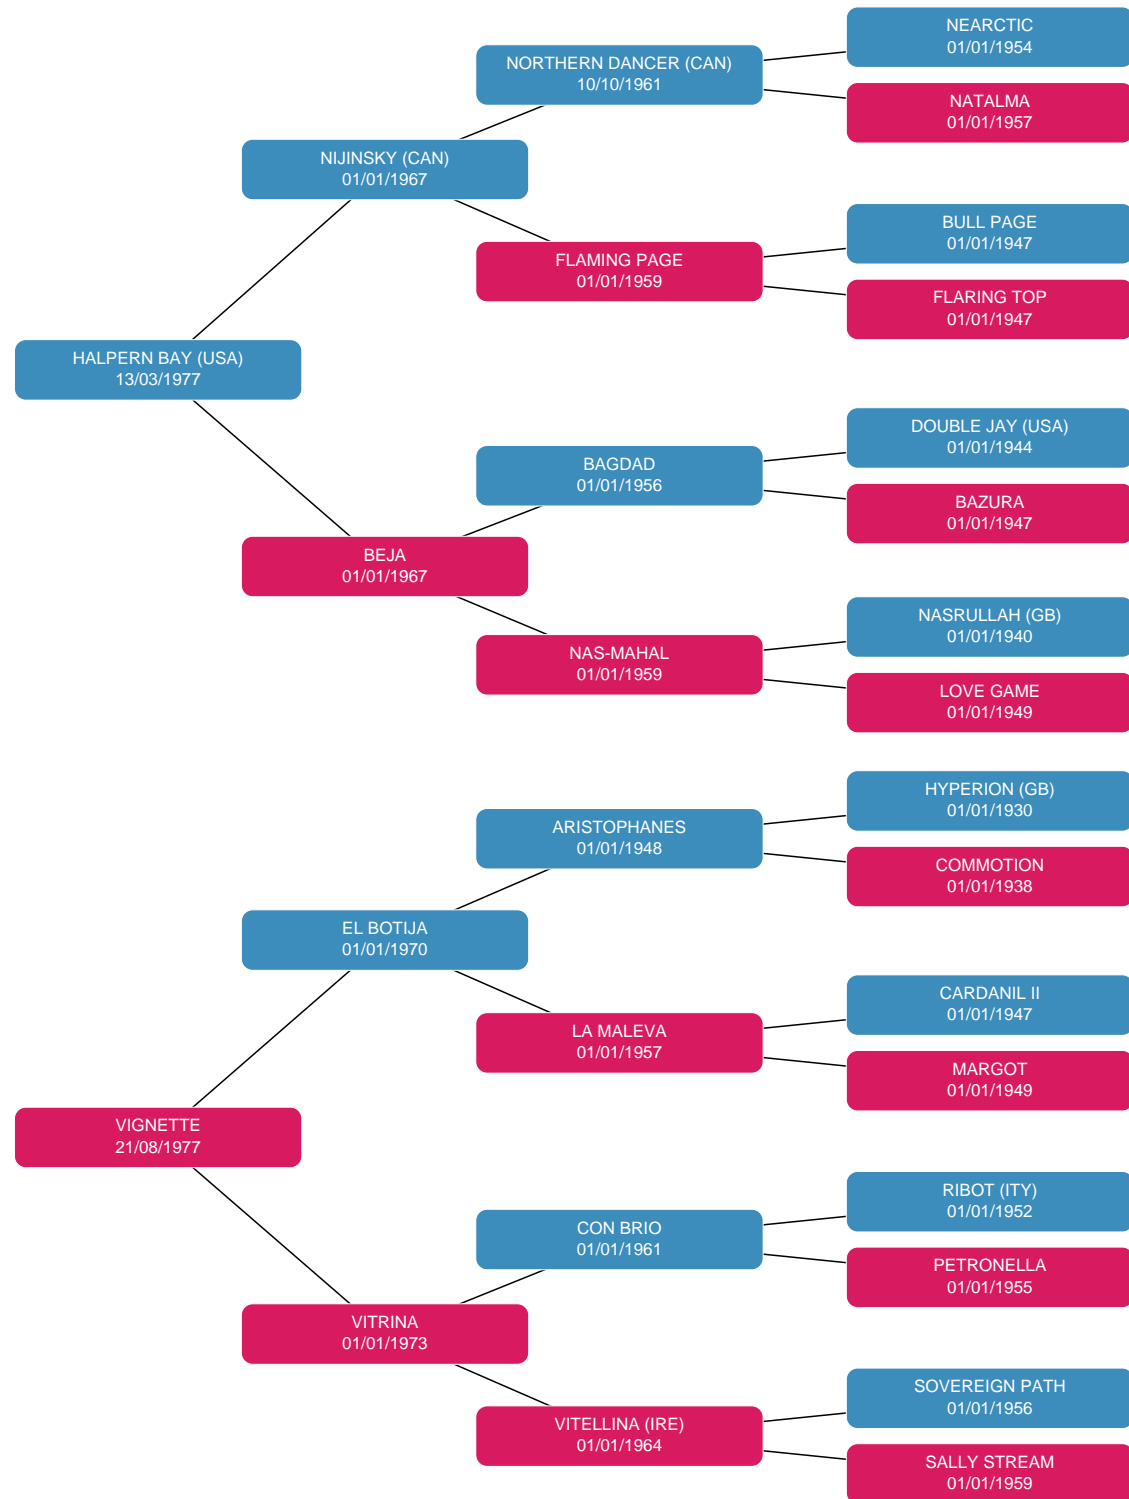 NEARCTIC
01/01/1954
NORTHERN DANCER (CAN)
10/10/1961
NATALMA
01/01/1957
NIJINSKY (CAN)
01/01/1967
BULL PAGE
01/01/1947
FLAMING PAGE
01/01/1959
FLARING TOP
01/01/1947
HALPERN BAY (USA)
13/03/1977
DOUBLE JAY (USA)
01/01/1944
BAGDAD
01/01/1956
BAZURA
01/01/1947
BEJA
01/01/1967
NASRULLAH (GB)
01/01/1940
NAS-MAHAL
01/01/1959
LOVE GAME
01/01/1949
HYPERION (GB)
01/01/1930
ARISTOPHANES
01/01/1948
COMMOTION
01/01/1938
EL BOTIJA
01/01/1970
CARDANIL II
01/01/1947
LA MALEVA
01/01/1957
MARGOT
01/01/1949
VIGNETTE
21/08/1977
RIBOT (ITY)
01/01/1952
CON BRIO
01/01/1961
PETRONELLA
01/01/1955
VITRINA
01/01/1973
SOVEREIGN PATH
01/01/1956
VITELLINA (IRE)
01/01/1964
SALLY STREAM
01/01/1959